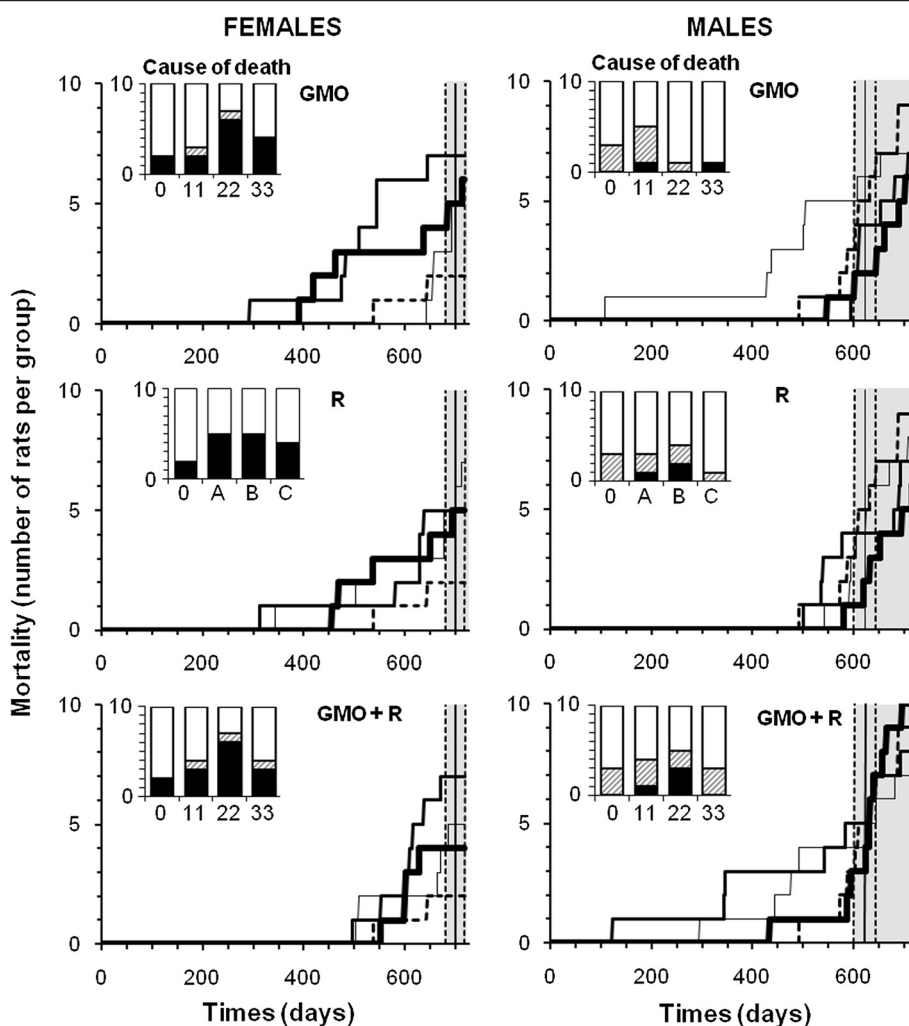 FEMALES MALES
Cause of death Cause of death
10 10 GMO 10 10 GMO
0 0
0 11 22 33 0 11 22 33
5 5
0 0
0 200 400 600 0 200 400 600
10 10 R 10 10 R
0 0
0 A B C 0 A B C
5 5
0 0
0 200 400 600 0 200 400 600
10 10 GMO + R 10 10 GMO + R
0 0
0 11 22 33 0 11 22 33
5 5
0 0
0 200 400 600 0 200 400 600
Times (days) Times (days)
Mortality (number of rats per group)